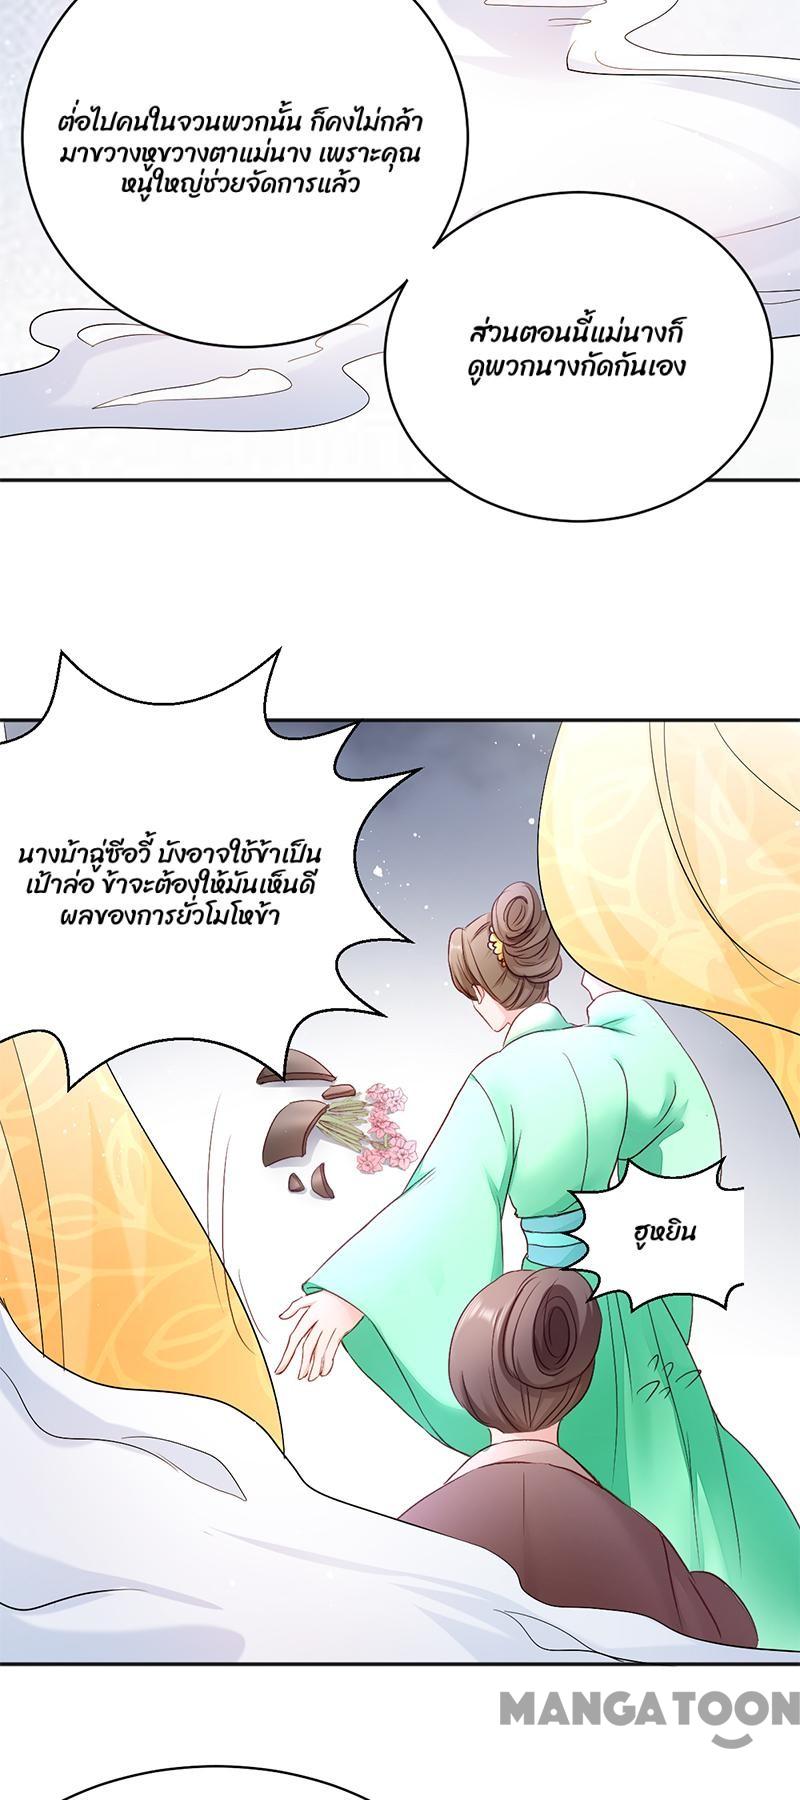 ต่อไปคนในจวนพวกนั้น ก็คงไม่กล้า
มาขวางหูขวางตาแม่นาง เพราะคุณ
หนูใหญ่ช่วยจัดการแล้ว
ส่วนตอนนี้แม่นางก็
ดูพวกนางกัดกันเอง
นางบ้าฉู่ซีอวี้ บังอาจใช้ข้าเป็น
เป้าล่อ ข้าจะต้องให้มันเห็นดี
ผลของการยั่วโมโหข้า
ฮูหยิน
MANGATOON